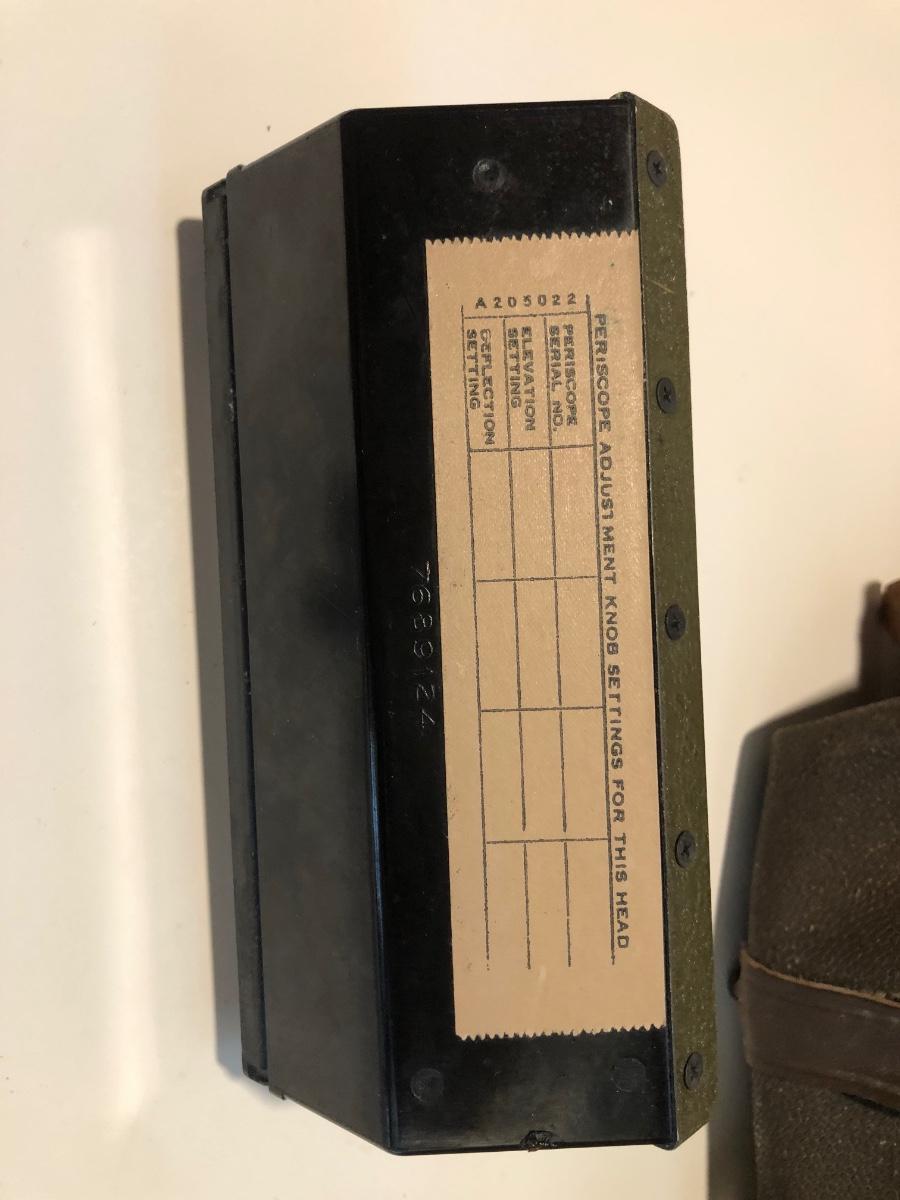 PERISCOPE ADJUSTMENT KNOB SETTINGS FOR THIS HEAD
PERISCOPE
SERIAL NO.
ELEVATION
SETTING
DEFLECTION
SETTING
A205022
7689124